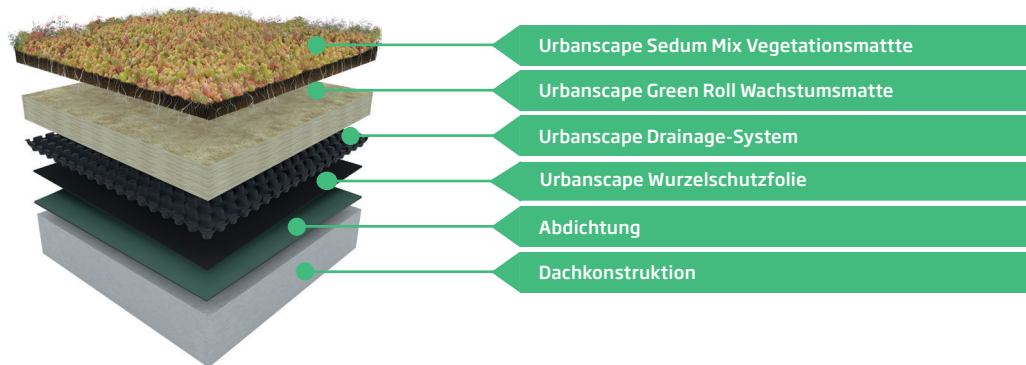 Urbanscape Sedum Mix Vegetationsmattte
Urbanscape Green Roll Wachstumsmatte
Urbanscape Drainage-System
Urbanscape Wurzelschutzfolie
Abdichtung
Dachkonstruktion